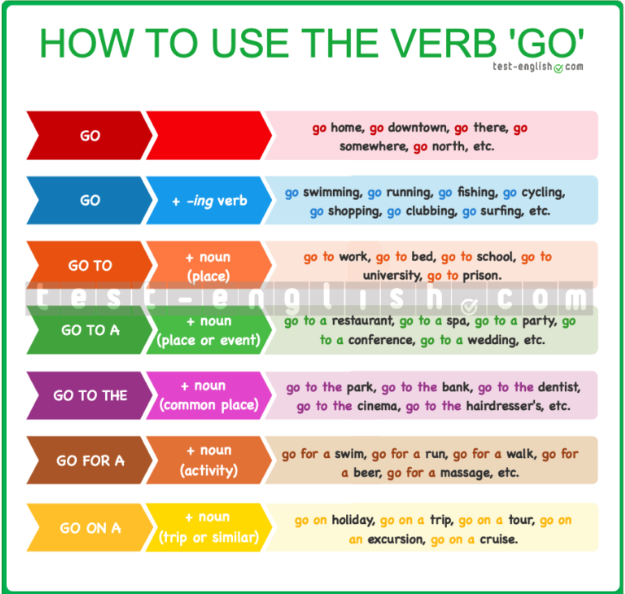 HOW TO USE THE VERB 'GO'
test-english.com
GO
go home, go downtown, go there, go
somewhere, go north, etc.
GO
+ -ing verb
go swimming, go running, go fishing, go cycling,
go shopping, go clubbing, go surfing, etc.
GO TO
+ noun
(place)
go to work, go to bed, go to school, go to
university, go to prison.
test-english.com
GO TO A
+ noun
(place or event)
go to a restaurant, go to a spa, go to a party, go
to a conference, go to a wedding, etc.
GO TO THE
+ noun
(common place)
go to the park, go to the bank, go to the dentist,
go to the cinema, go to the hairdresser's, etc.
GO FOR A
+ noun
(activity)
go for a swim, go for a run, go for a walk, go for
a beer, go for a massage, etc.
GO ON A
+ noun
(trip or similar)
go on holiday, go on a trip, go on a tour, go on
an excursion, go on a cruise.